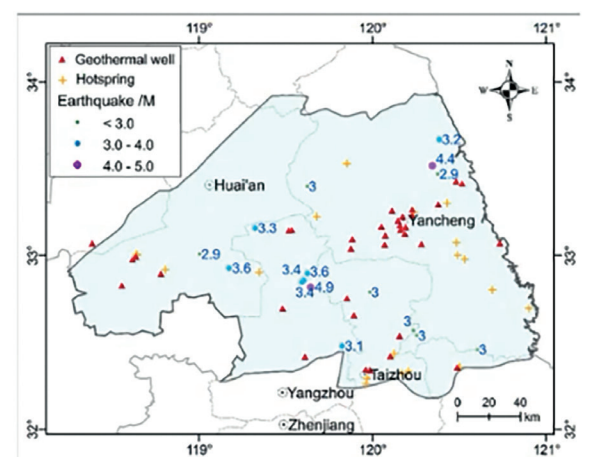 119° 120° 121°
Geothermal well
Hotspring
Earthquake /M
< 3.0
3.0 - 4.0
4.0 - 5.0
N
W E
S
34° 34°
3.2
4.4
2.9
Huai'an
3
Yancheng
3.3
33° 33°
2.9
3.6
3.4 3.6
3.4 4.9
3
3
3
3.1
3
Taizhou
Yangzhou
0 20 40
km
Zhenjiang
32° 32°
119° 120° 121°